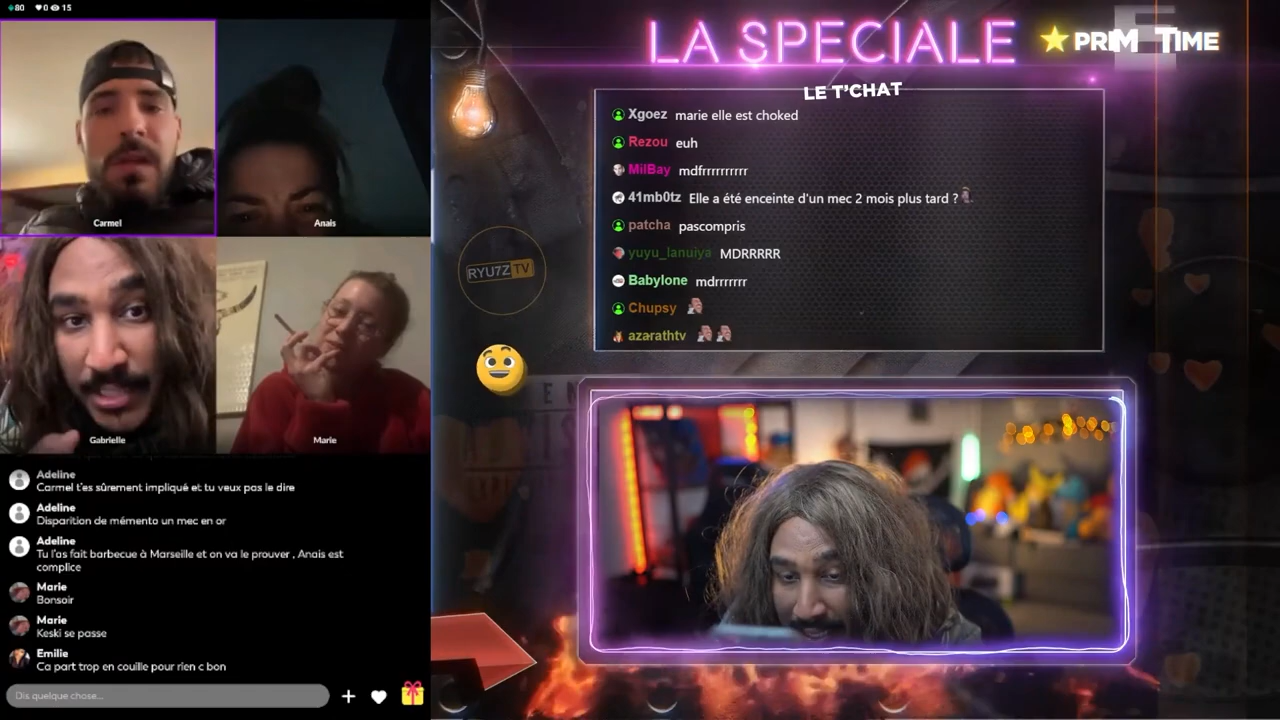 80 0 15
Carmel
Anais
Gabrielle
Marie
Adeline
Carmel t'es sûrement impliqué et tu veux pas le dire
Adeline
Disparition de mémento un mec en or
Adeline
Tu l'as fait barbecue à Marseille et on va le prouver , Anais est
complice
Marie
Bonsoir
Marie
Keski se passe
Emilie
Ca part trop en couille pour rien c bon
Dis quelque chose...
LA SPECIALE
PRIM TIME
LE T'CHAT
Xgoez marie elle est choked
Rezou euh
MilBay mdfrrrrrrrrr
41mb0tz Elle a été enceinte d'un mec 2 mois plus tard ?
patcha pascompris
yuyu_lanuiya MDRRRRR
Babylone mdrrrrrrr
Chupsy
azarathtv
RYU7Z TV